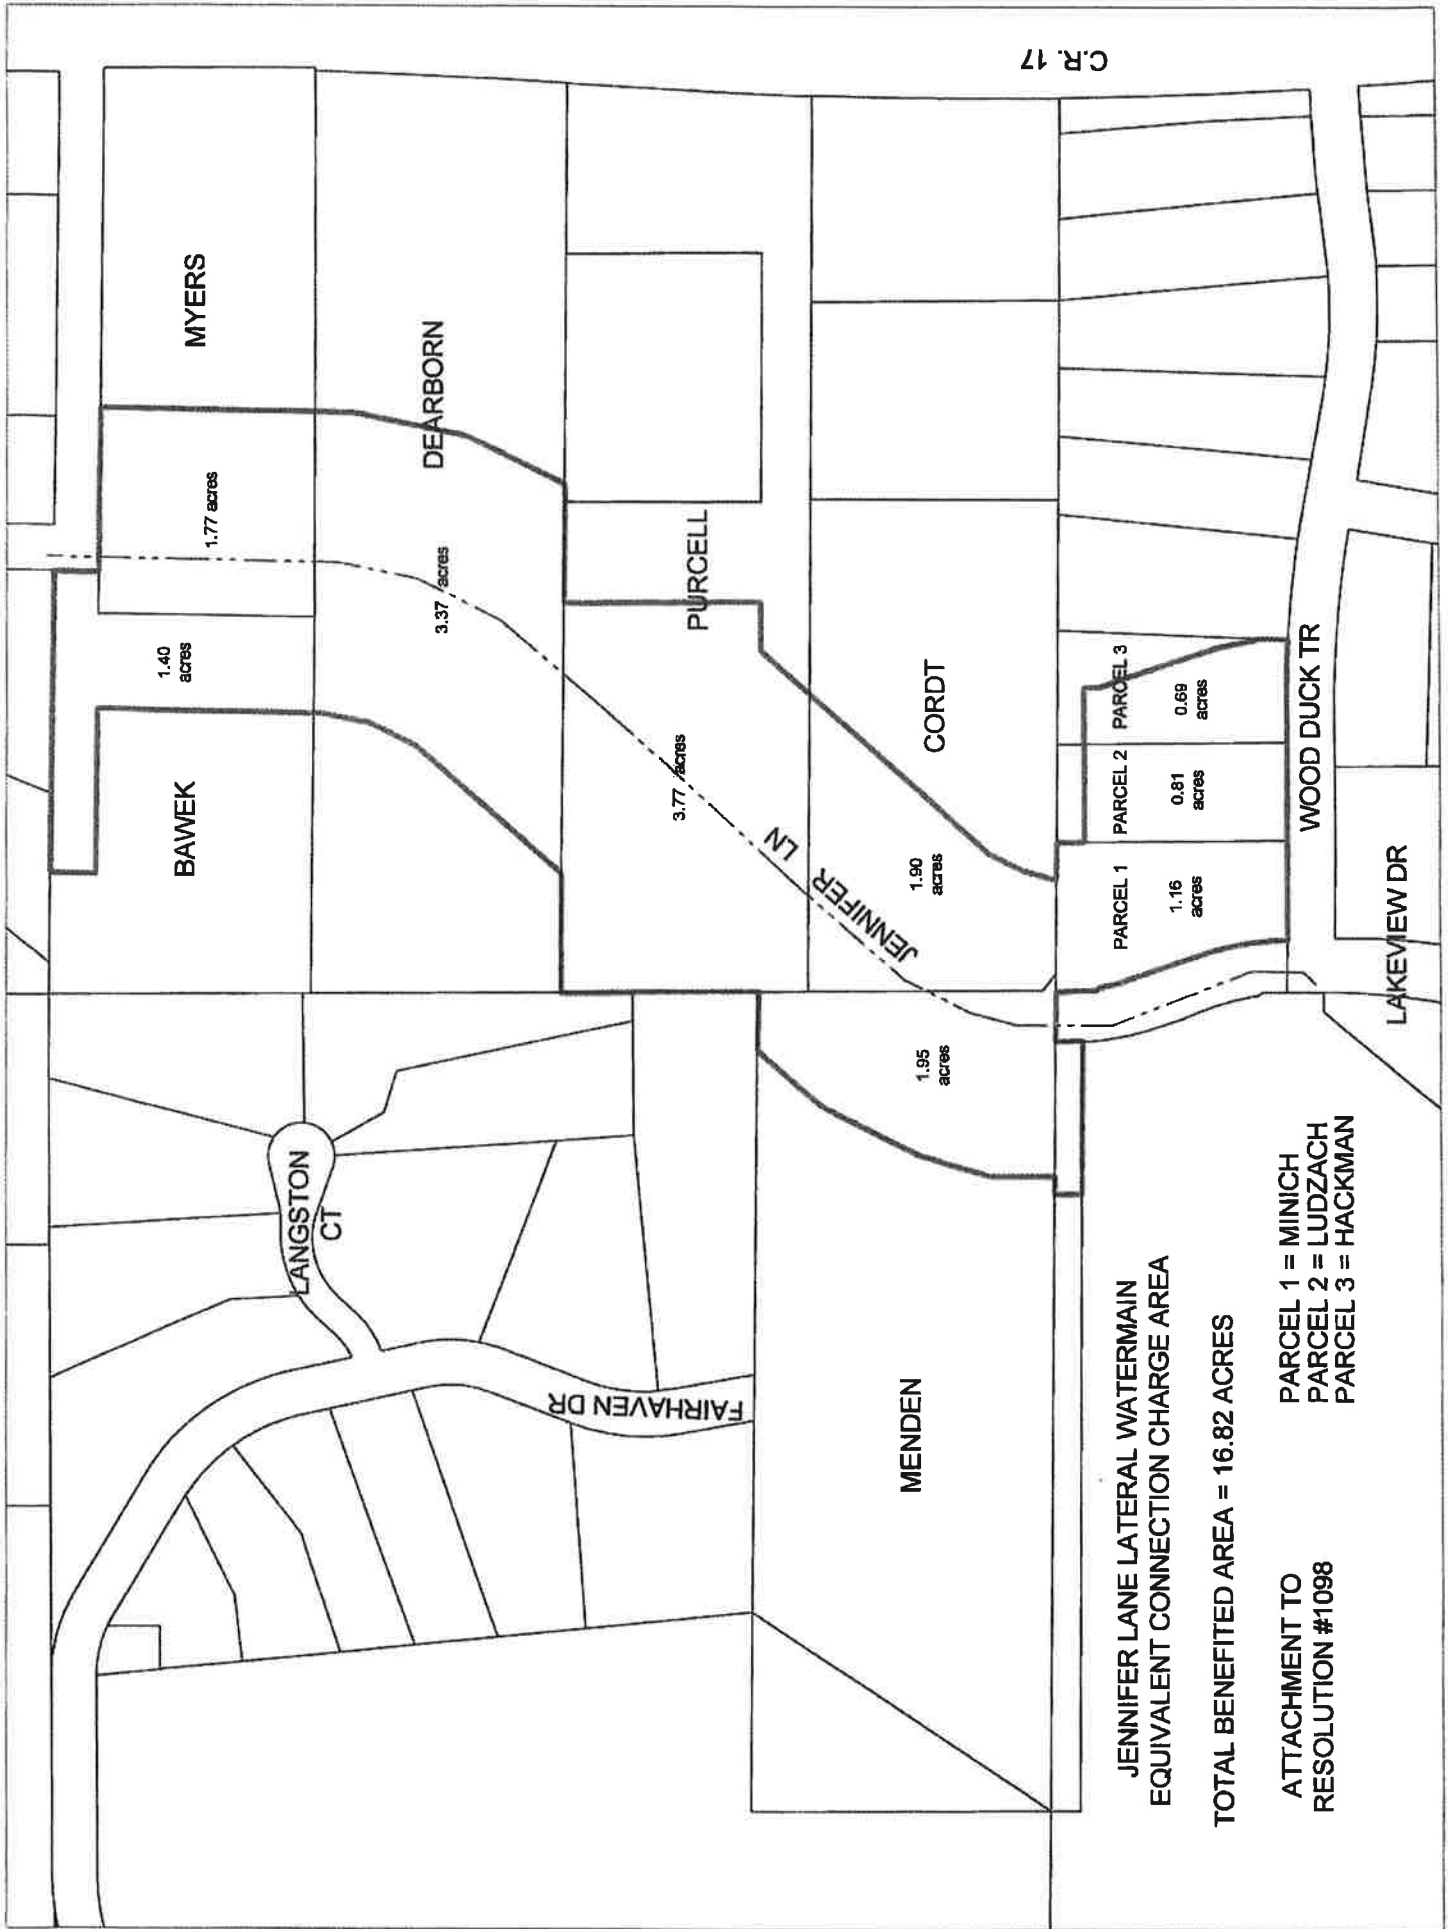 C.R. 17
MYERS
DEARBORN
1.77 acres
3.37 acres
PURCELL
1.40
acres
BAWEK
3.77 acres
CORDT
JENNIFER LN
1.90
acres
PARCEL 3
0.69
acres
PARCEL 2
0.81
acres
PARCEL 1
1.16
acres
WOOD DUCK TR
LAKEVIEW DR
1.95
acres
LANGSTON
CT
FAIRHAVEN DR
MENDEN
JENNIFER LANE LATERAL WATERMAIN
EQUIVALENT CONNECTION CHARGE AREA
TOTAL BENEFITED AREA = 16.82 ACRES
PARCEL 1 = MINICH
PARCEL 2 = LUDZACH
PARCEL 3 = HACKMAN
ATTACHMENT TO
RESOLUTION #1098